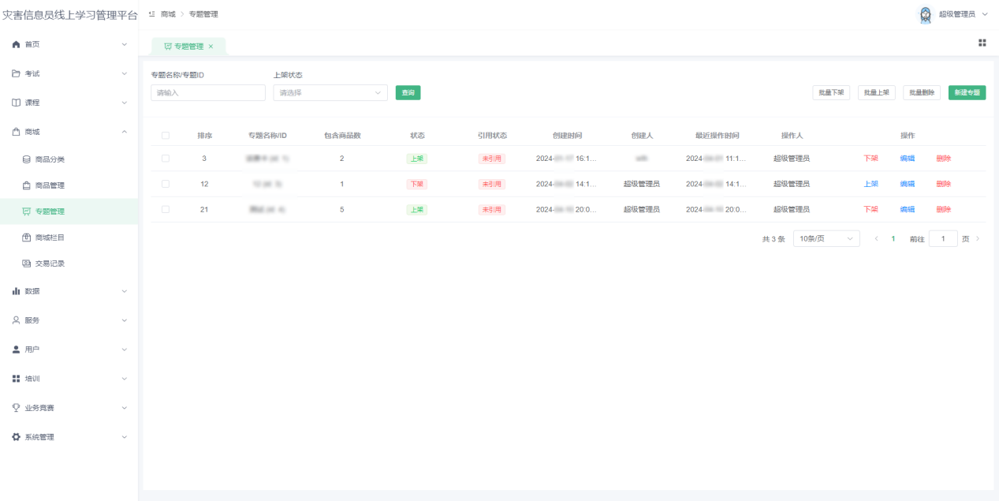 灾害信息员线上学习管理平台
商城 > 专题管理
超级管理员
首页
专题管理 ×
考试
专题名称/专题ID 上架状态
请输入 请选择 查询 批量下架 批量上架 批量删除 新建专题
课程
商城
排序 专题名称/ID 包含商品数 状态 引用状态 创建时间 创建人 最近操作时间 操作人 操作
商品分类
3 2 上架 未引用 2024- 16:1... 2024- 11:1... 超级管理员 下架 编辑 删除
商品管理
12 1 下架 未引用 2024- 14:1... 超级管理员 2024- 14:1... 超级管理员 上架 编辑 删除
专题管理
21 5 上架 未引用 2024- 20:0... 超级管理员 2024- 20:0... 超级管理员 下架 编辑 删除
商城栏目
共 3 条 10条/页 < 1 前往 1 页 >
交易记录
数据
服务
用户
培训
业务竞赛
系统管理